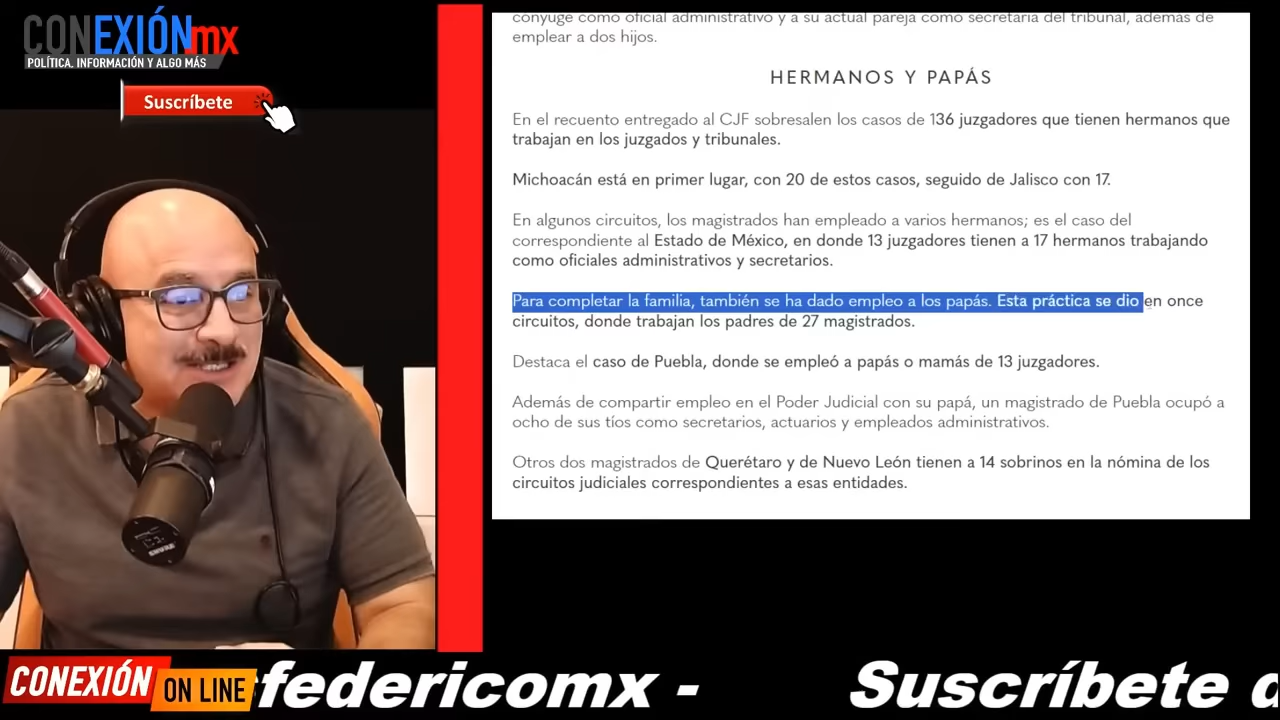 CONEXIÓNmx
POLÍTICA, INFORMACIÓN Y ALGO MÁS
Suscríbete
cónyuge como oficial administrativo y a su actual pareja como secretaria del tribunal, además de
emplear a dos hijos.
HERMANOS Y PAPÁS
En el recuento entregado al CJF sobresalen los casos de 136 juzgadores que tienen hermanos que
trabajan en los juzgados y tribunales.
Michoacán está en primer lugar, con 20 de estos casos, seguido de Jalisco con 17.
En algunos circuitos, los magistrados han empleado a varios hermanos; es el caso del
correspondiente al Estado de México, en donde 13 juzgadores tienen a 17 hermanos trabajando
como oficiales administrativos y secretarios.
Para completar la familia, también se ha dado empleo a los papás. Esta práctica se dio en once
circuitos, donde trabajan los padres de 27 magistrados.
Destaca el caso de Puebla, donde se empleó a papás o mamás de 13 juzgadores.
Además de compartir empleo en el Poder Judicial con su papá, un magistrado de Puebla ocupó a
ocho de sus tíos como secretarios, actuarios y empleados administrativos.
Otros dos magistrados de Querétaro y de Nuevo León tienen a 14 sobrinos en la nómina de los
circuitos judiciales correspondientes a esas entidades.
SHURE
CONEXIÓN ON LINE
federicomx - Suscríbete